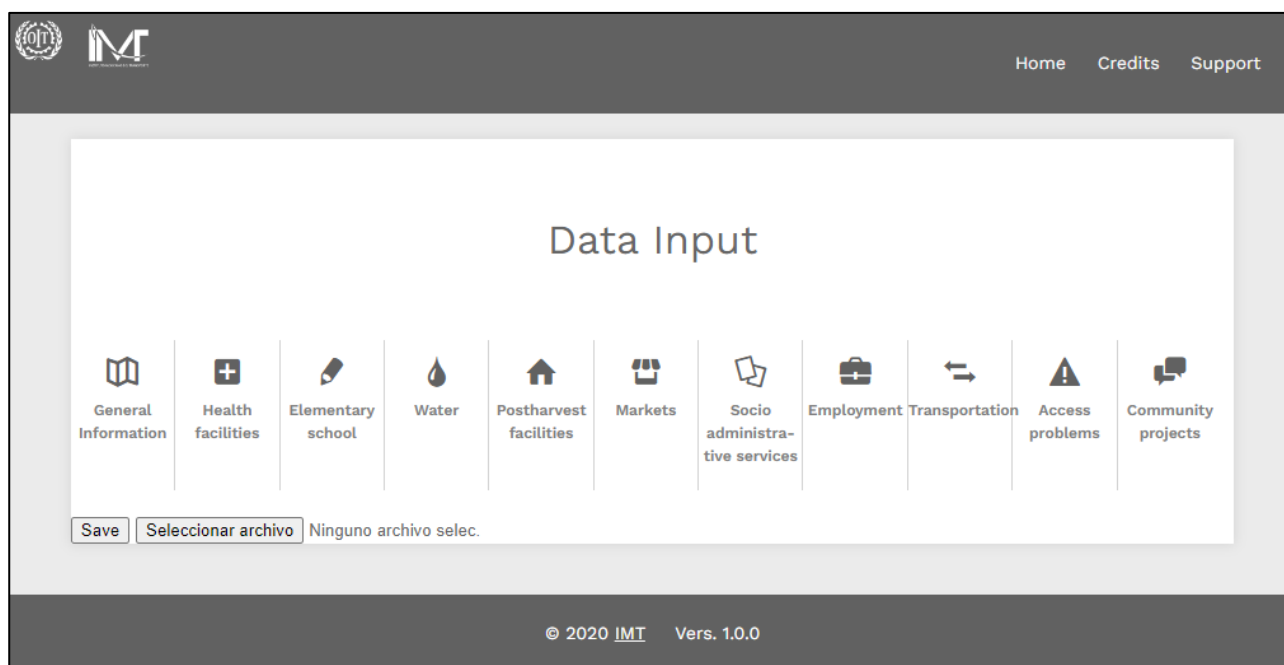 OIT
IMT
Home Credits Support
Data Input
General Information
Health facilities
Elementary school
Water
Postharvest facilities
Markets
Socio administra-tive services
Employment
Transportation
Access problems
Community projects
Save Seleccionar archivo Ninguno archivo selec.
© 2020 IMT Vers. 1.0.0